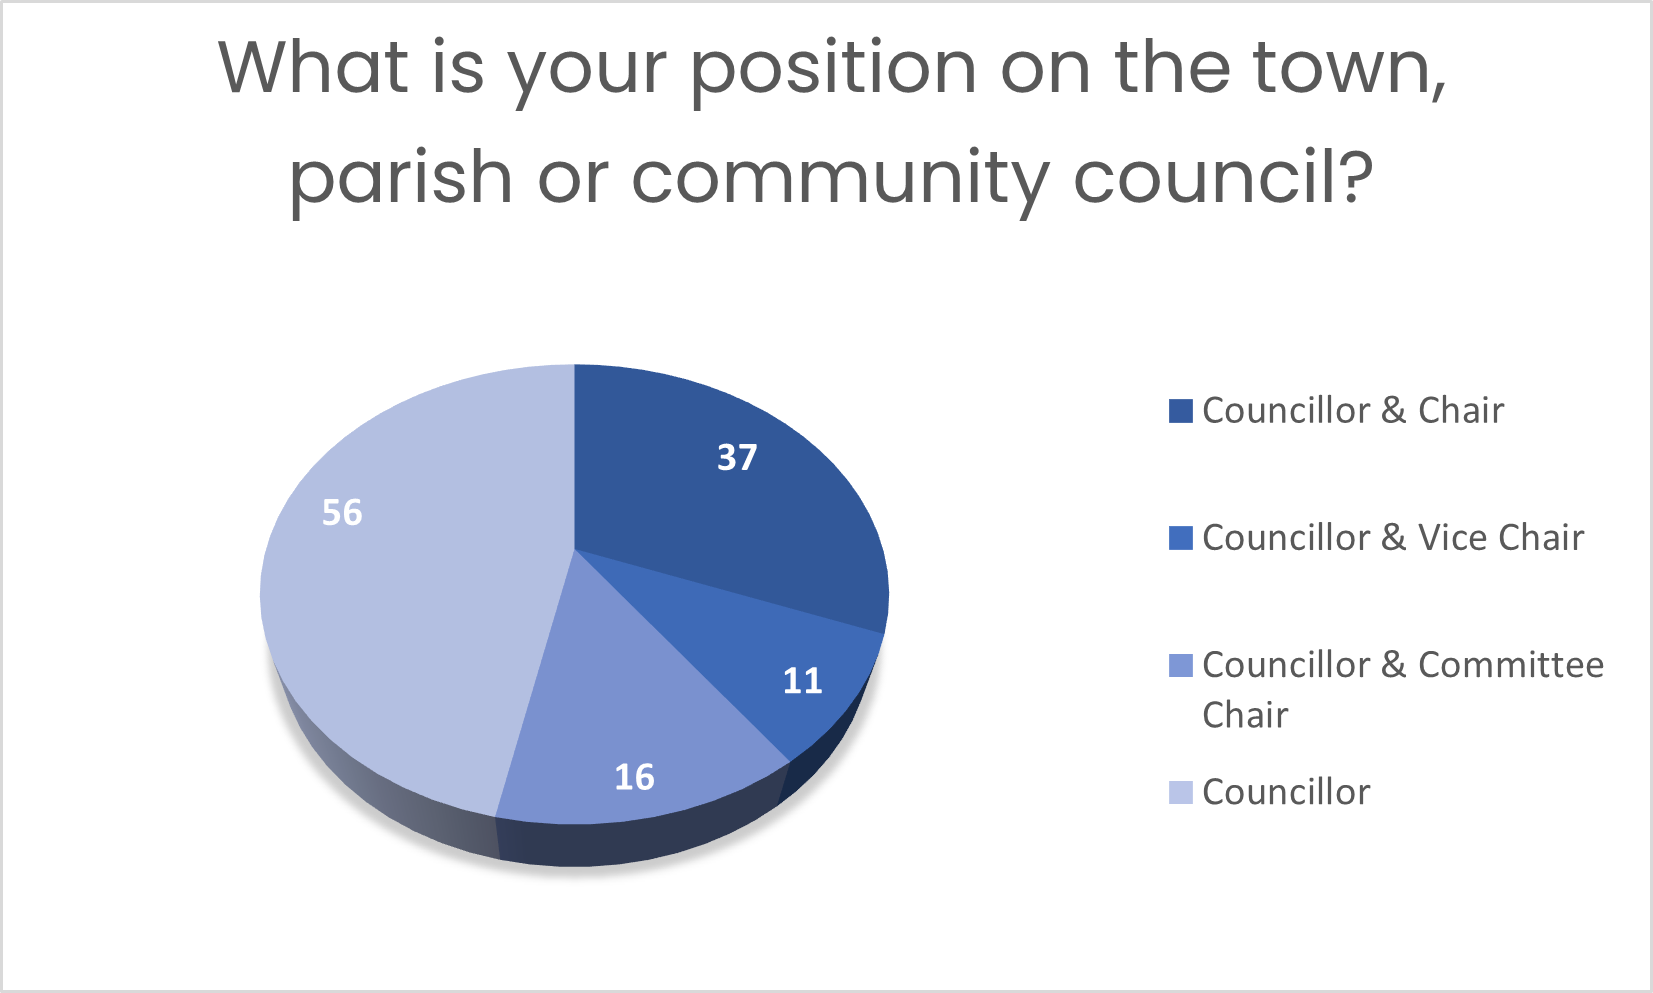 What is your position on the town,
parish or community council?
37
56
11
16
Councillor & Chair
Councillor & Vice Chair
Councillor & Committee
Chair
Councillor